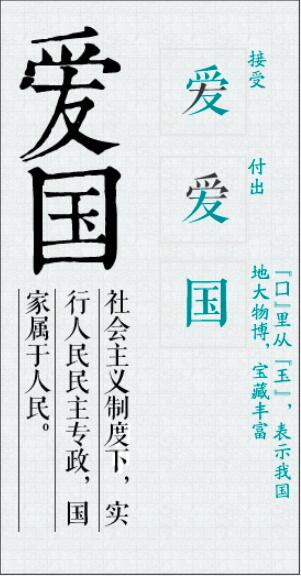 爱国
社会主义制度下，实
行人民民主专政，国
家属于人民。
爱
接受
爱
付出
国
『口』里从『玉』，表示我国
地大物博，宝藏丰富